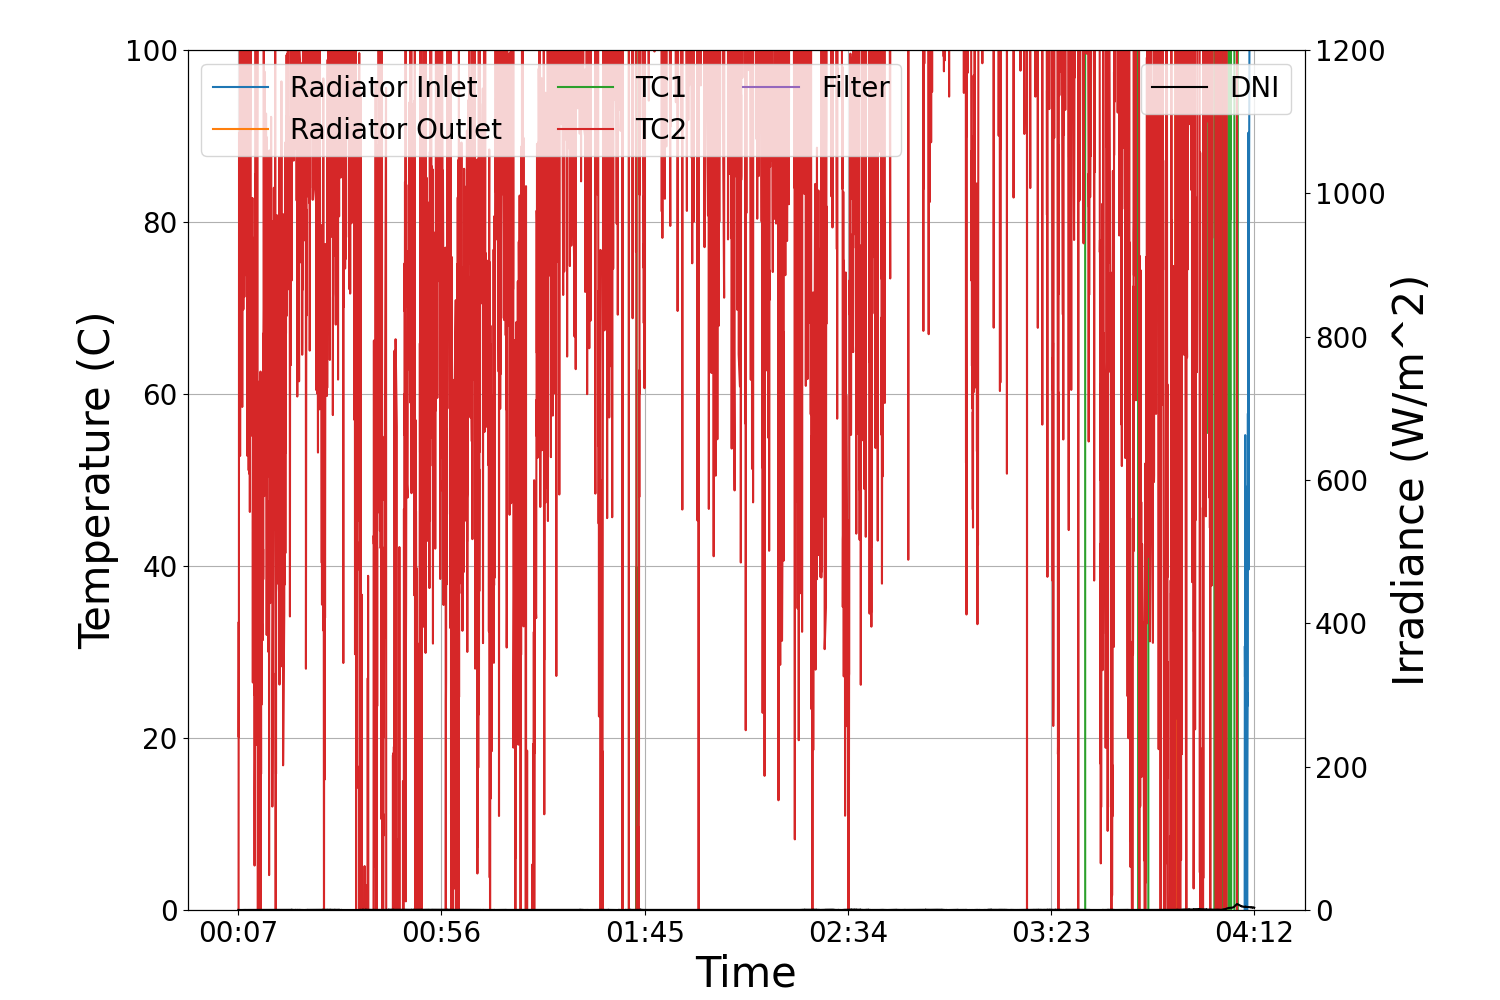 100
80
60
40
20
0
Temperature (C)
Radiator Inlet
Radiator Outlet
TC1
TC2
Filter
DNI
1200
1000
800
600
400
200
0
Irradiance (W/m^2)
00:07
00:56
01:45
02:34
03:23
04:12
Time